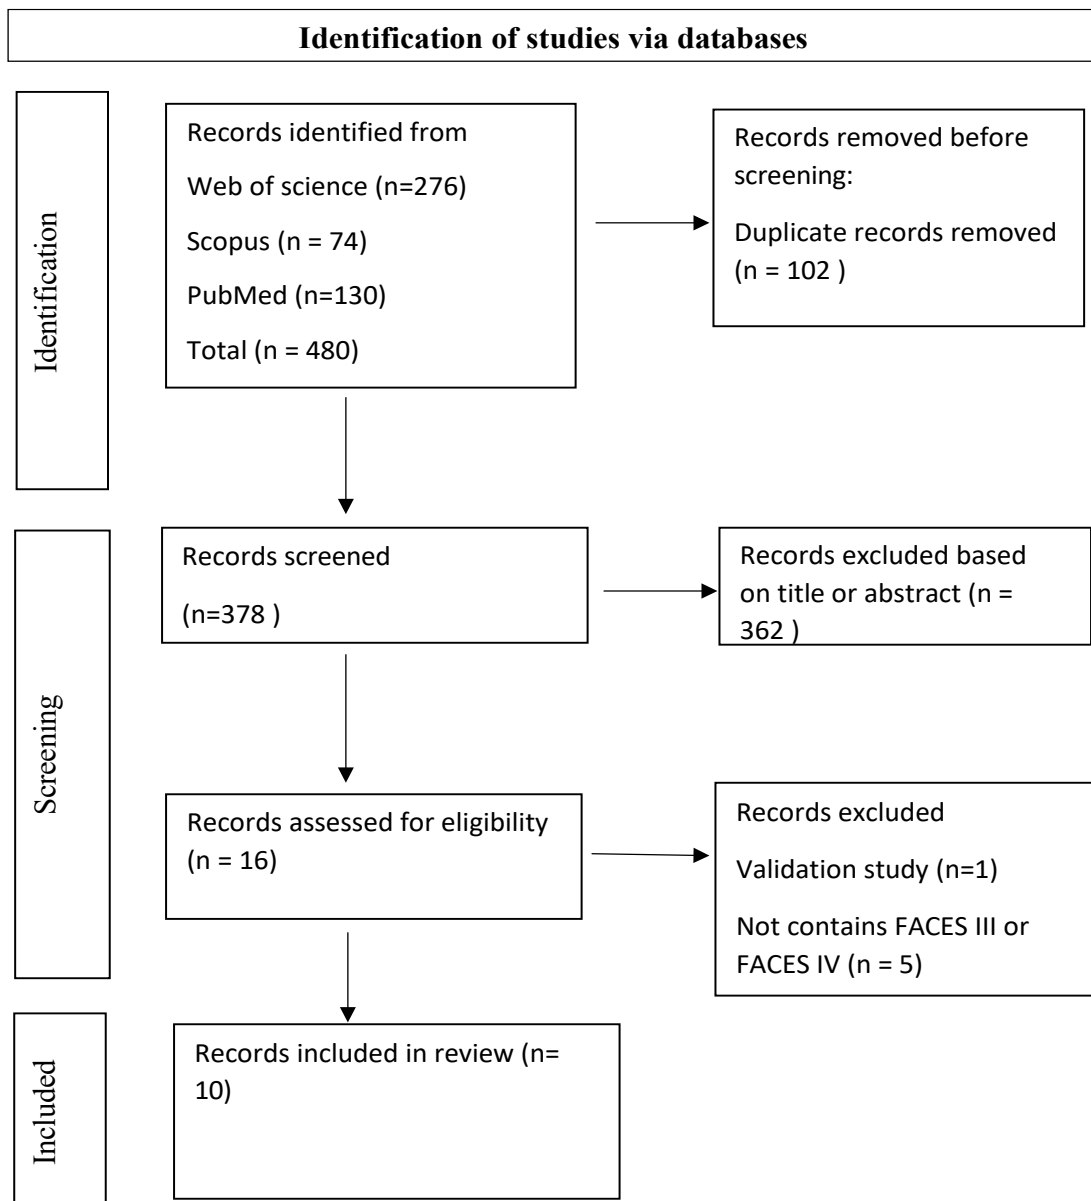 Identification of studies via databases
Identification
Records identified from
Web of science (n=276)
Scopus (n = 74)
PubMed (n=130)
Total (n = 480)
Records removed before
screening:
Duplicate records removed
(n = 102 )
Screening
Records screened
(n=378 )
Records excluded based
on title or abstract (n =
362 )
Records assessed for eligibility
(n = 16)
Records excluded
Validation study (n=1)
Not contains FACES III or
FACES IV (n = 5)
Included
Records included in review (n=
10)